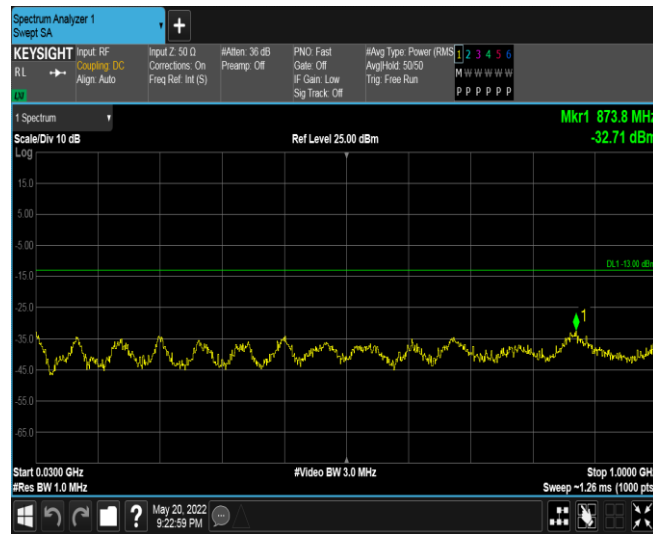 Spectrum Analyzer 1
Swept SA
+
KEYSIGHT
RL
Input: RF
Coupling: DC
Align: Auto
Input Z: 50 Ω
Corrections: On
Freq Ref: Int (S)
#Atten: 36 dB
Preamp: Off
PNO: Fast
Gate: Off
IF Gain: Low
Sig Track: Off
#Avg Type: Power (RMS
Avg|Hold: 50/50
Trig: Free Run
1 2 3 4 5 6
M W W W W W
P P P P P P
1 Spectrum
Scale/Div 10 dB
Ref Level 25.00 dBm
Mkr1 873.8 MHz
-32.71 dBm
Log
15.0
5.00
-5.00
-15.0
-25.0
-35.0
-45.0
-55.0
-65.0
DL1 -13.00 dBm
1
Start 0.0300 GHz
#Res BW 1.0 MHz
#Video BW 3.0 MHz
Stop 1.0000 GHz
Sweep ~1.26 ms (1000 pts)
?
May 20, 2022
9:22:59 PM